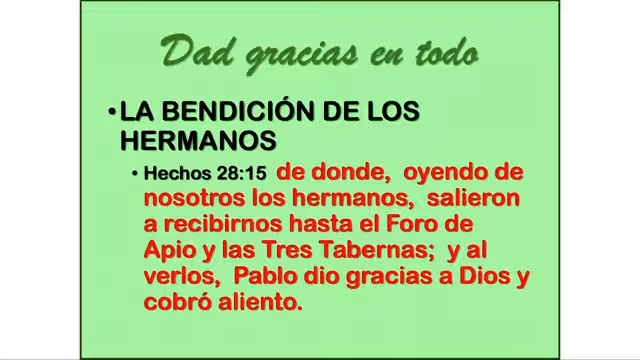 Dad gracias en todo
•LA BENDICIÓN DE LOS
HERMANOS
• Hechos 28:15 de donde, oyendo de
nosotros los hermanos, salieron
a recibirnos hasta el Foro de
Apio y las Tres Tabernas; y al
verlos, Pablo dio gracias a Dios y
cobró aliento.